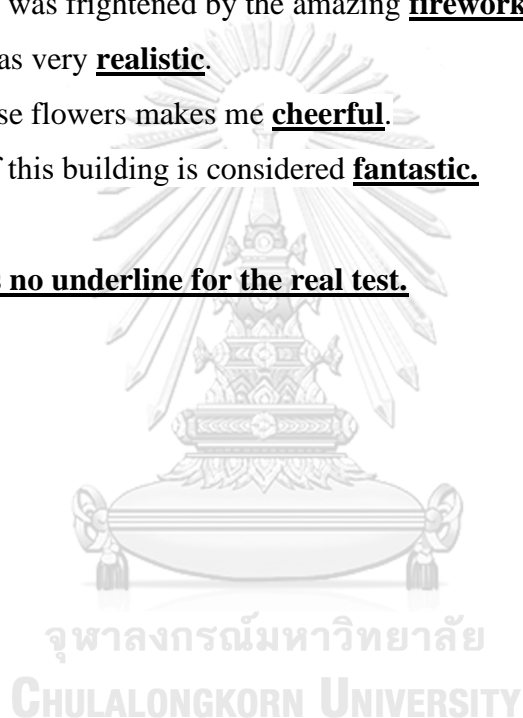 was frightened by the amazing firework
as very realistic.
se flowers makes me cheerful.
this building is considered fantastic.
no underline for the real test.
จุฬาลงกรณ์มหาวิทยาลัย
CHULALONGKORN UNIVERSITY